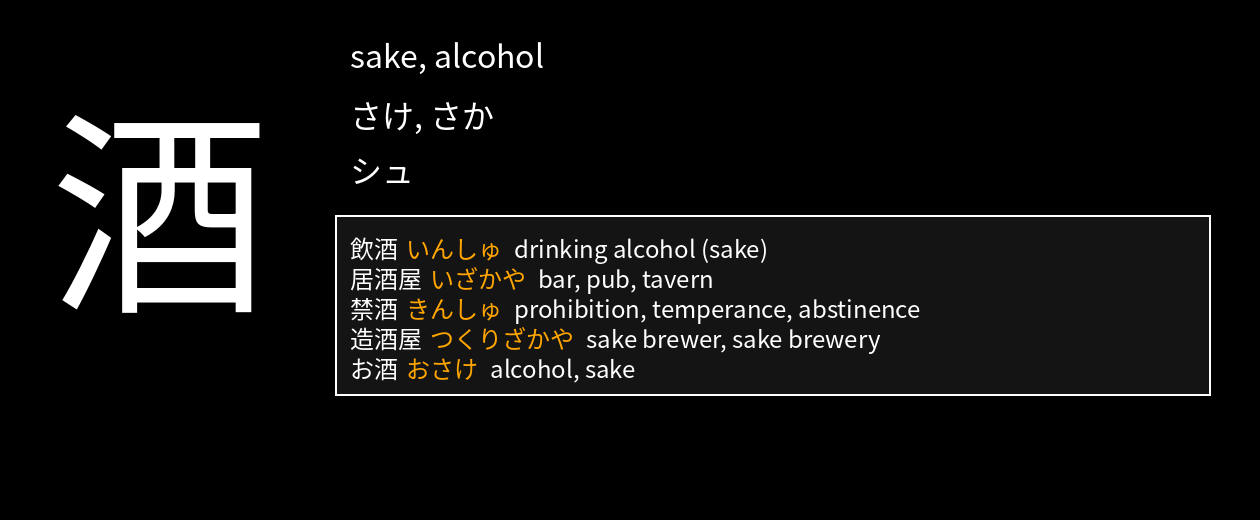 酒
sake, alcohol
さけ, さか
シュ
飲酒 いんしゅ drinking alcohol (sake)
居酒屋 いざかや bar, pub, tavern
禁酒 きんしゅ prohibition, temperance, abstinence
造酒屋 つくりざかや sake brewer, sake brewery
お酒 おさけ alcohol, sake